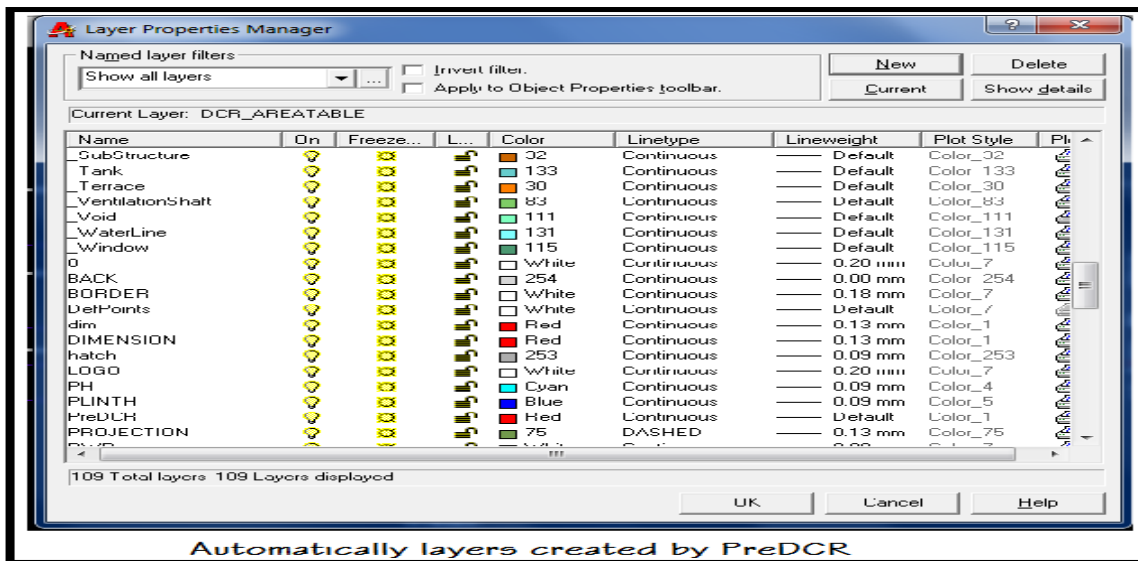 Layer Properties Manager
Named layer filters
Show all layers
...
Invert filter.
Apply to Object Properties toolbar.
New
Delete
Current
Show details
Current Layer: DCR_AREATABLE
Name On Freeze... L... Color Linetype Lineweight Plot Style
_SubStructure 32 Continuous Default Color_32
_Tank 133 Continuous Default Color_133
_Terrace 30 Continuous Default Color_30
_VentilationShaft 83 Continuous Default Color_83
_Void 111 Continuous Default Color_111
_WaterLine 131 Continuous Default Color_131
_Window 115 Continuous Default Color_115
0 White Continuous 0.20 mm Color_7
BACK 254 Continuous 0.00 mm Color_254
BORDER White Continuous 0.18 mm Color_7
DefPoints White Continuous Default Color_7
dim Red Continuous 0.13 mm Color_1
DIMENSION Red Continuous 0.13 mm Color_1
hatch 253 Continuous 0.09 mm Color_253
LOGO White Continuous 0.20 mm Color_7
PH Cyan Continuous 0.09 mm Color_4
PLINTH Blue Continuous 0.09 mm Color_5
PreDCR Red Continuous Default Color_1
PROJECTION 75 DASHED 0.13 mm Color_75
109 Total layers 109 Layers displayed
OK
Cancel
Help
Automatically layers created by PreDCR